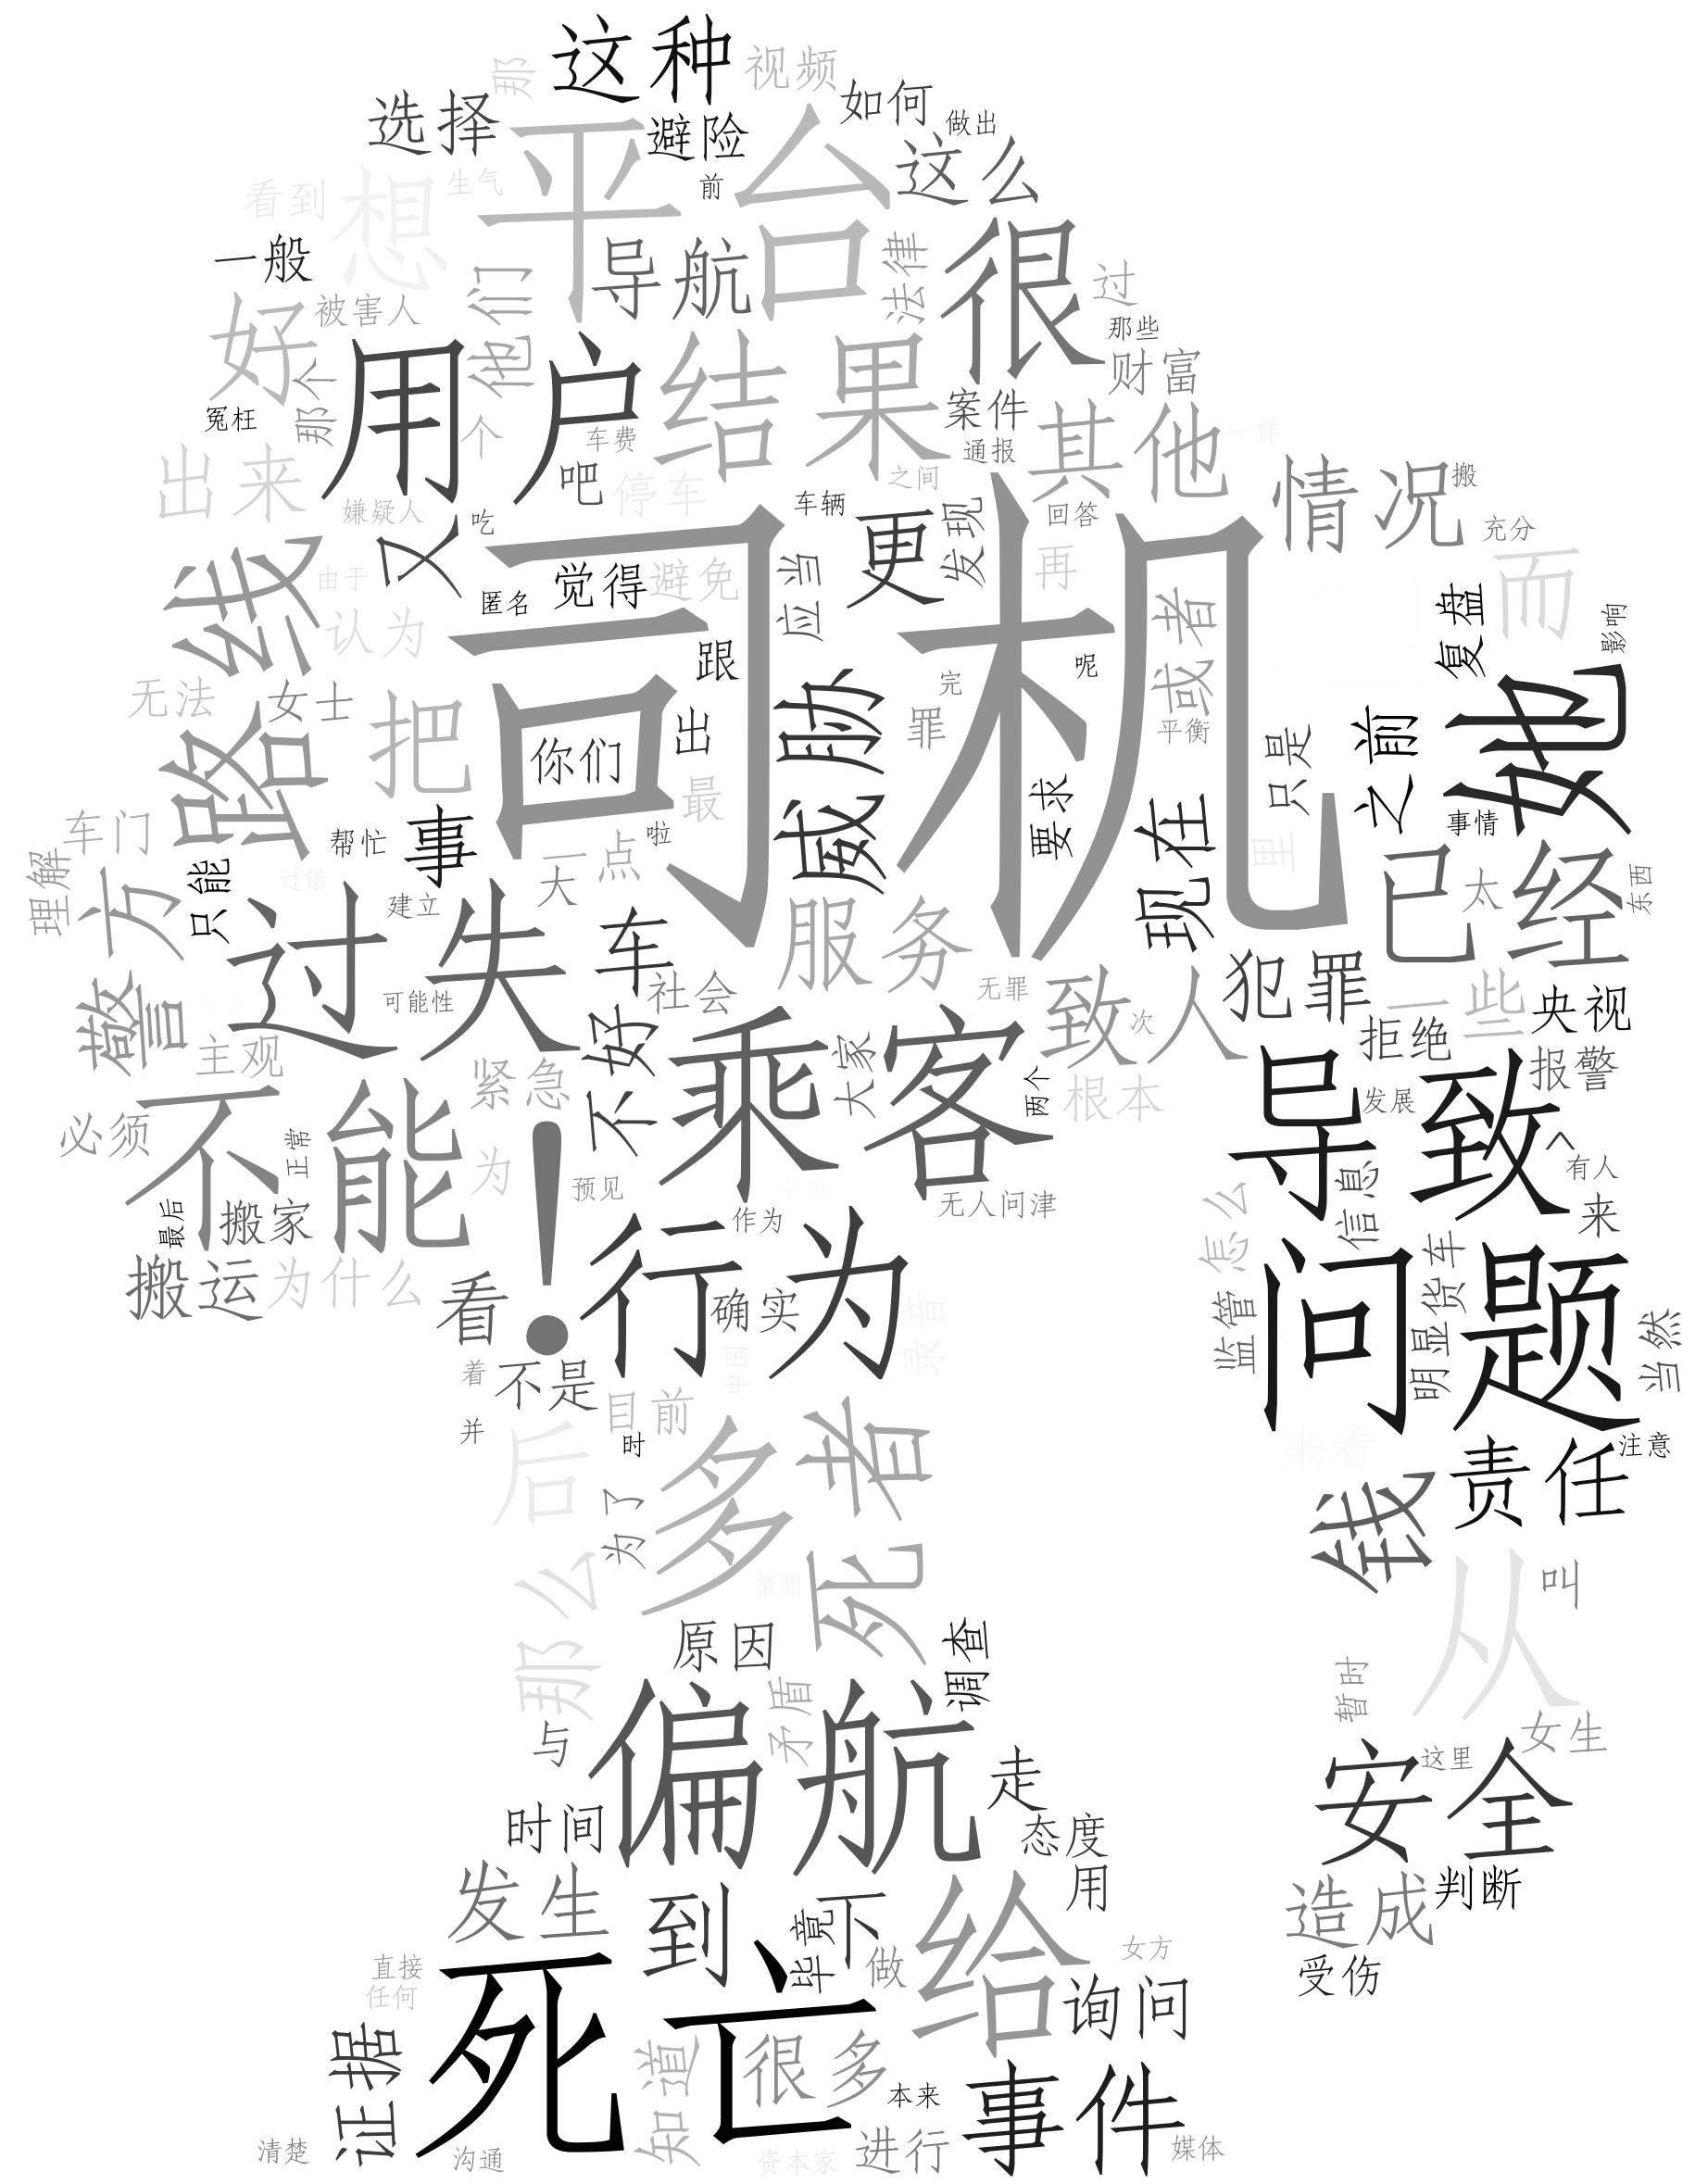 这种
那
视频
选择
如何
做出
避险
平台
这么
前
生气
看到
想
一般
他们
导航
法律
很
过
那些
好
被害人
那个
冤枉
用户
个
结果
财富
案件
其他
一样
车费
通报
吧
之间
停车
出来
嫌疑人
吃
又
车辆
更
发现
回答
情况
搬
充分
线路
由于
认为
匿名
觉得
避免
应当
再
或者
而
复盘
影响
司机
跟
呢
无法
女士
把
你们
出
最
威胁
完
罪
平衡
只是
之前
她
车门
帮忙
事
啦
要求
现在
里
事情
理解
警方
只能
过错
建立
大
一点
已经
太
东西
过失
车
服务
可能性
社会
无罪
致人
次
犯罪
一些
央视
拒绝
报警
主观
不好
乘客
大家
两个
根本
导致
发展
必须
不能
正常
紧急
为
预见
作为
无人问津
怎么
信息
有人
来
最后
搬家
搬运
为什么
看
！
行为
确实
录音
中国
监管
问题
货车
明显
当然
着
不是
目前
并
后
时
多
死者
来看
注意
责任
钱
为了
那么
猜测
从
叫
原因
调查
暂时
偏航
矛盾
与
走
女生
这里
安全
时间
态度
用
发生
到
毕竟
下
给
做
造成
判断
受伤
女方
直接
任何
死亡
询问
证据
知道
很多
本来
事件
清楚
沟通
资本家
进行
媒体